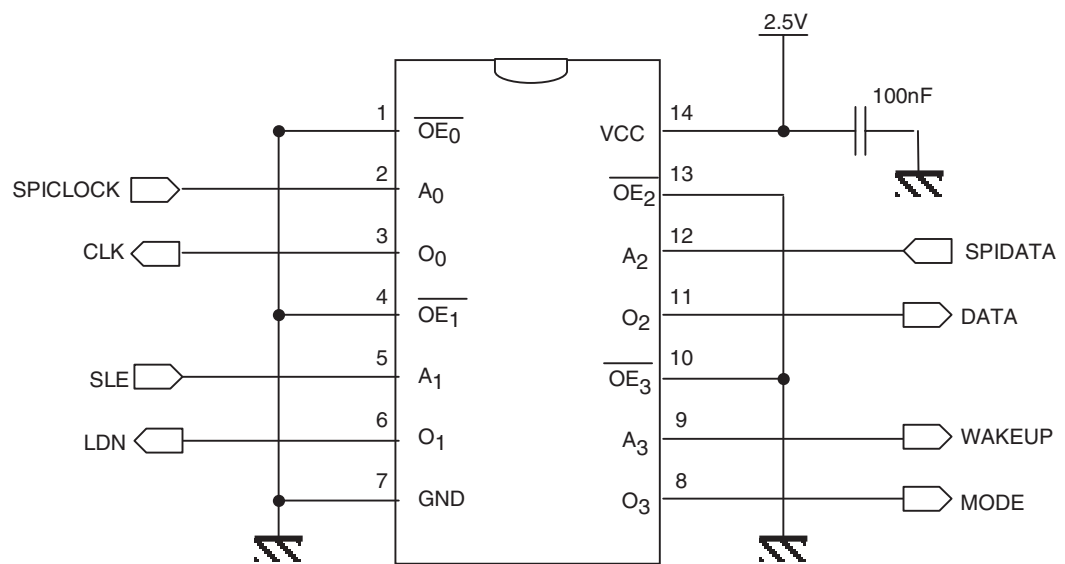 2.5V
100nF
1 OE0 VCC 14
SPICLOCK 2 A0 OE2 13
CLK 3 O0 A2 12 SPIDATA
4 OE1 O2 11 DATA
SLE 5 A1 OE3 10
LDN 6 O1 A3 9 WAKEUP
7 GND O3 8 MODE